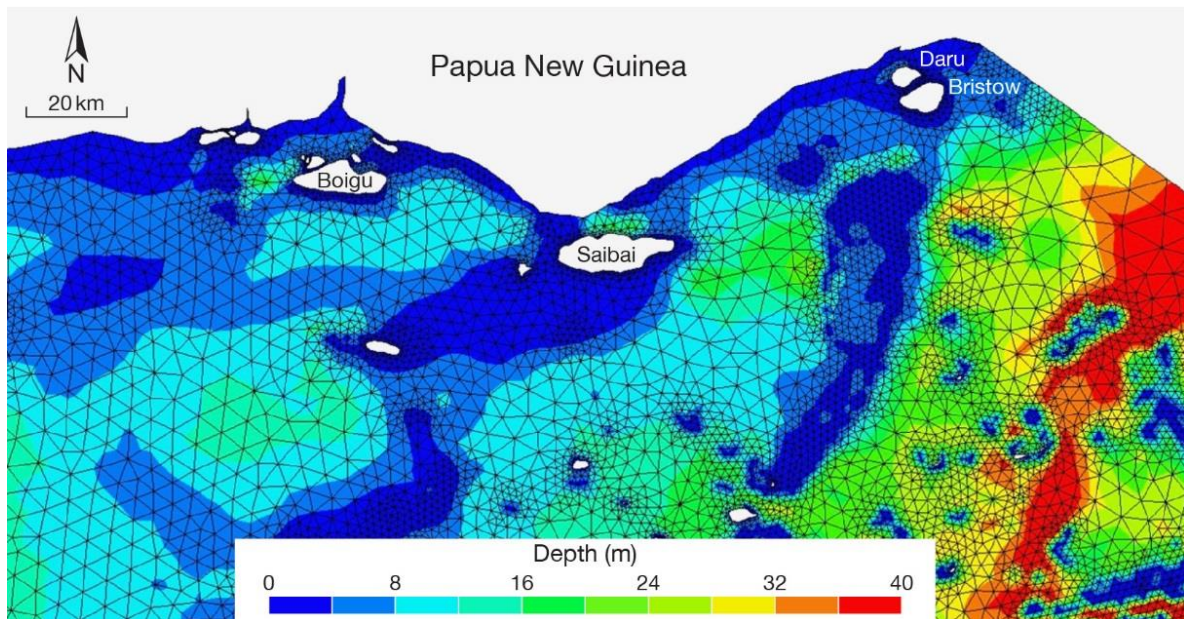 N
20 km
Papua New Guinea
Daru
Bristow
Boigu
Saibai
Depth (m)
0 8 16 24 32 40